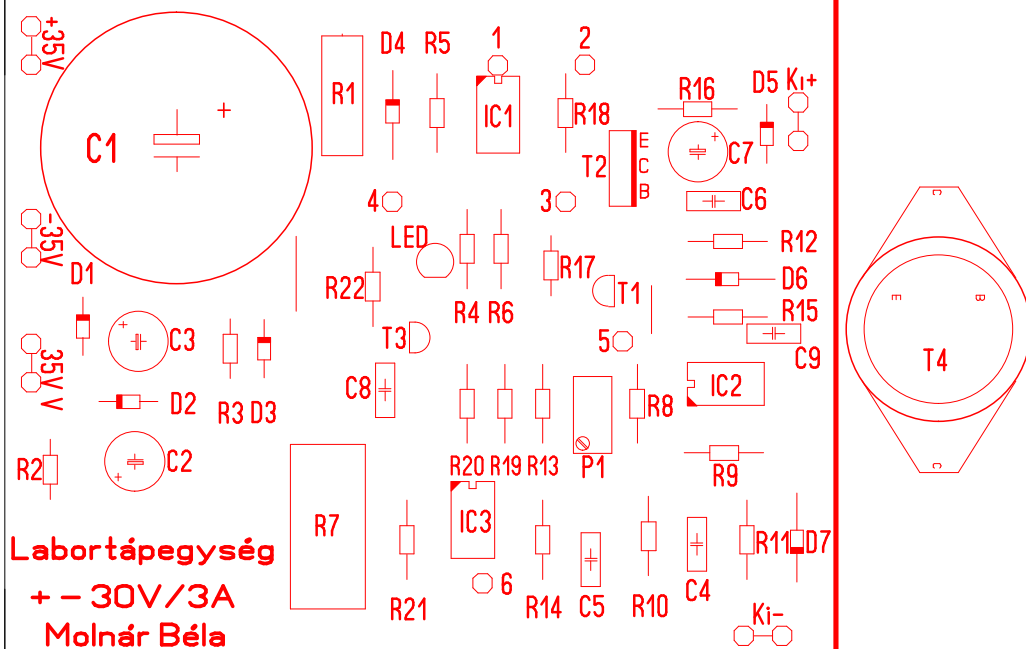 +35V
C1
+
R1
D4
R5
1
IC1
2
R18
R16
D5
Ki+
E
C
B
T2
+
C7
C6
4
3
-35V
LED
R12
D1
R22
R4
R6
R17
T1
D6
R15
C9
+
C3
T3
5
35V V
C8
R3
D3
D2
IC2
R8
R2
C2
+
R20
R19
R13
P1
R9
C
E
B
T4
C
R7
IC3
R11
D7
Labortápegység
+-30V/3A
Molnár Béla
R21
6
R14
C5
R10
C4
Ki-